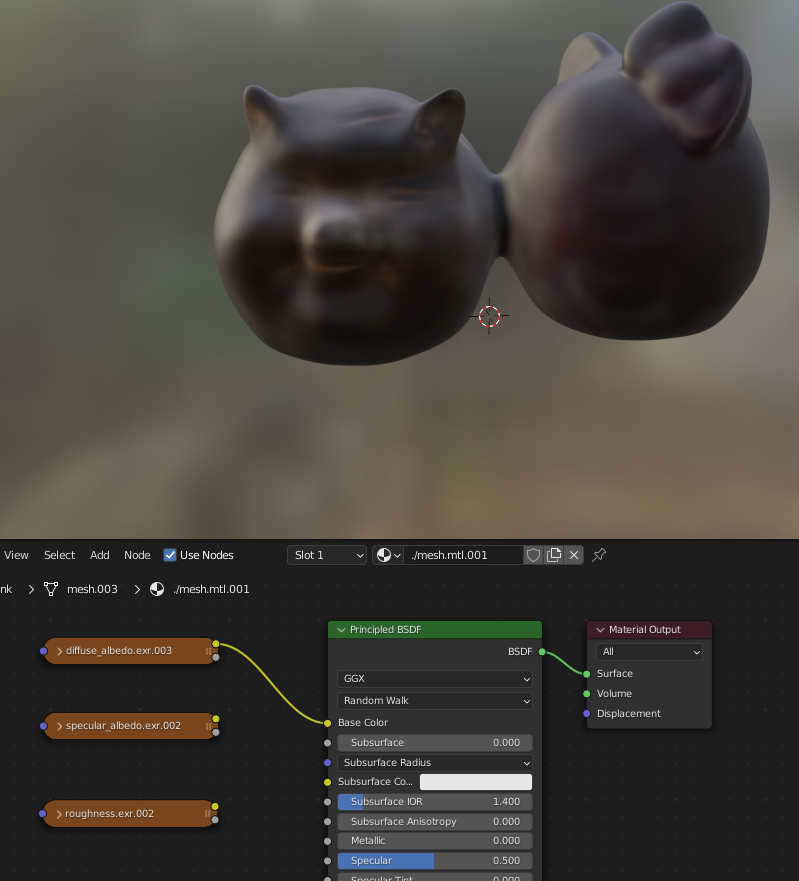 View Select Add Node Use Nodes Slot 1 ./mesh.mtl.001
nk mesh.003 ./mesh.mtl.001
Principled BSDF
Material Output
diffuse_albedo.exr.003
BSDF
All
Surface
GGX
Volume
Random Walk
Displacement
specular_albedo.exr.002
Base Color
Subsurface 0.000
Subsurface Radius
Subsurface Co...
roughness.exr.002
Subsurface IOR 1.400
Subsurface Anisotropy 0.000
Metallic 0.000
Specular 0.500
Specular Tint 0.000